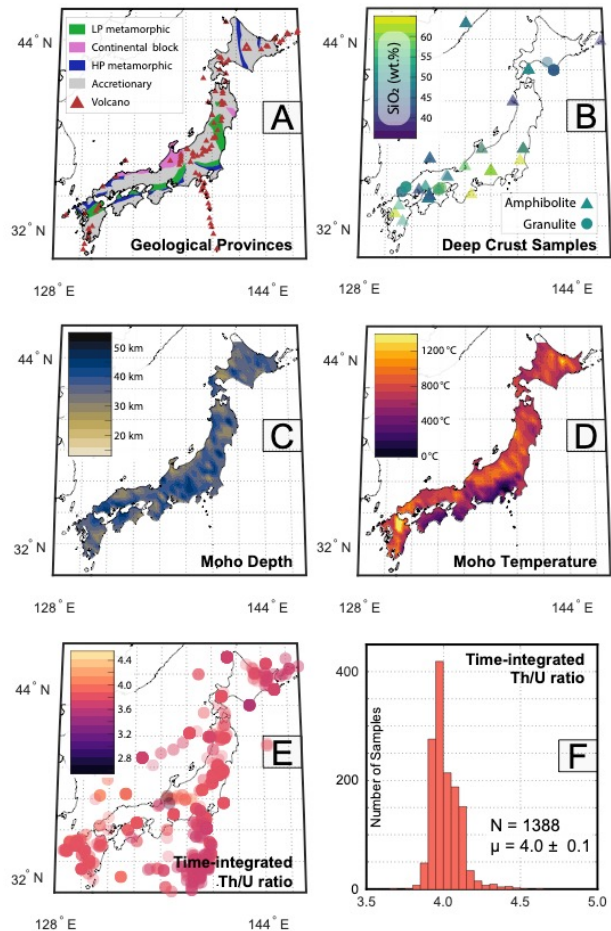 44° N
LP metamorphic
Continental block
HP metamorphic
Accretionary
Volcano
A
32° N
Geological Provinces
128° E
144° E
44° N
SiO₂ (wt.%)
65
60
55
50
45
40
B
Amphibolite
Granulite
32° N
Deep Crust Samples
128° E
144° E
44° N
50 km
40 km
30 km
20 km
C
32° N
Moho Depth
128° E
144° E
44° N
1200°C
800°C
400°C
0°C
D
32° N
Moho Temperature
128° E
144° E
44° N
4.4
4.0
3.6
3.2
2.8
E
32° N
Time-integrated
Th/U ratio
128° E
144° E
Time-integrated
Th/U ratio
F
Number of Samples
400
200
0
N = 1388
μ = 4.0 ± 0.1
3.5
4.0
4.5
5.0